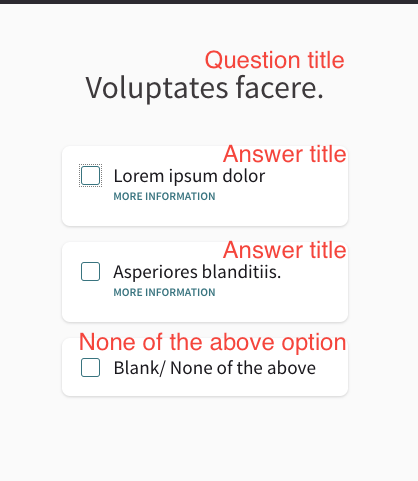 Question title
Voluptates facere.
Answer title
Lorem ipsum dolor
MORE INFORMATION
Answer title
Asperiores blanditiis.
MORE INFORMATION
None of the above option
Blank/ None of the above